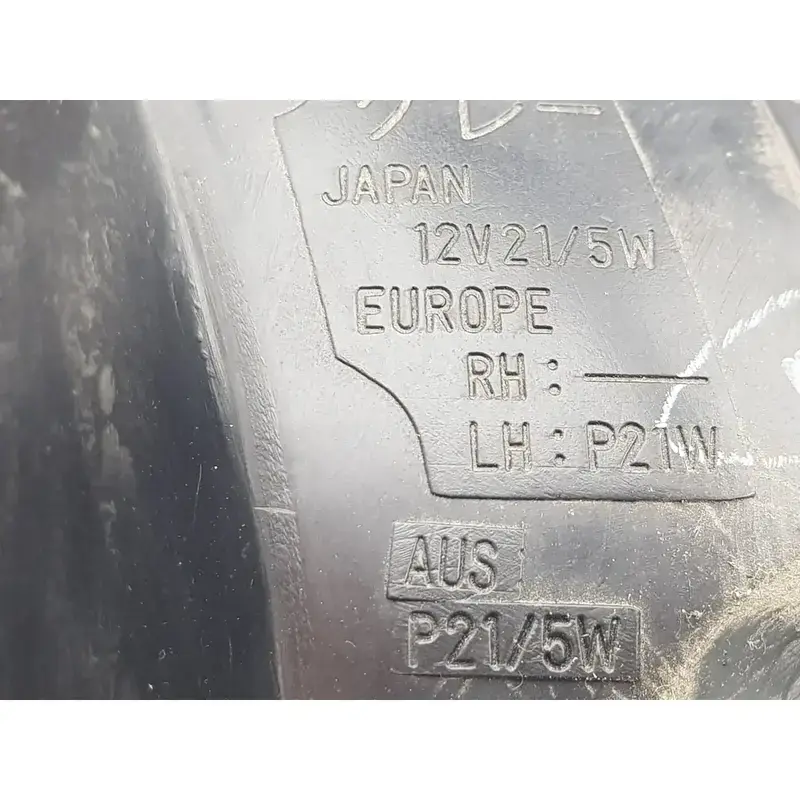 JAPAN
12V21/5W
EUROPE
RH:—
LH:P21W
AUS
P21/5W